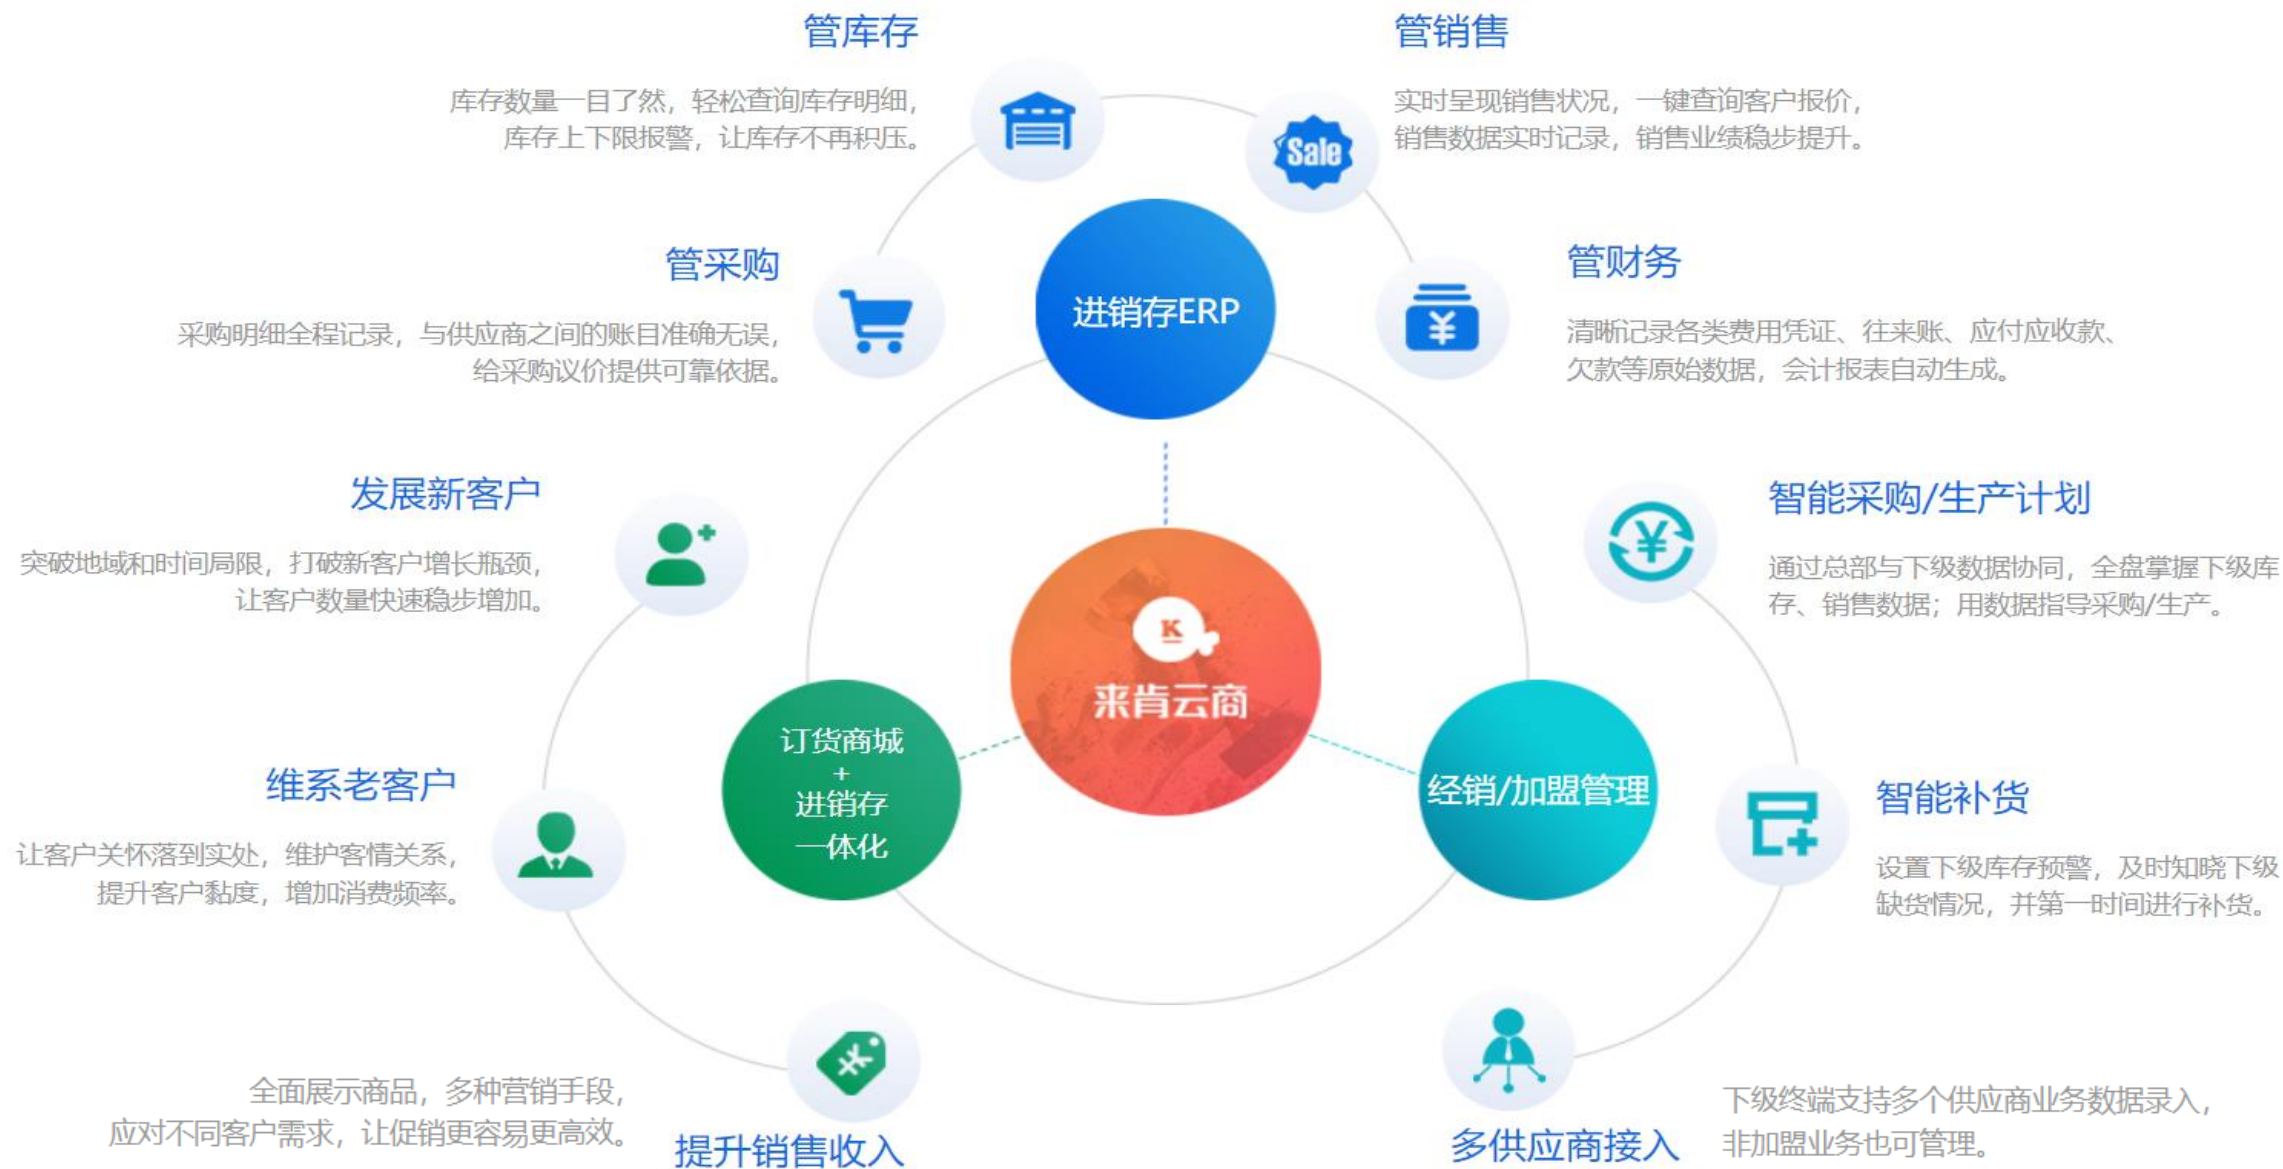 管库存
库存数量一目了然，轻松查询库存明细，
库存上下限报警，让库存不再积压。
管销售
实时呈现销售状况，一键查询客户报价，
销售数据实时记录，销售业绩稳步提升。
Sale
管采购
采购明细全程记录，与供应商之间的账目准确无误，
给采购议价提供可靠依据。
进销存ERP
管财务
清晰记录各类费用凭证、往来账、应付应收款、
欠款等原始数据，会计报表自动生成。
¥
发展新客户
突破地域和时间局限，打破新客户增长瓶颈，
让客户数量快速稳步增加。
K
来肯云商
¥
智能采购/生产计划
通过总部与下级数据协同，全盘掌握下级库
存、销售数据；用数据指导采购/生产。
维系老客户
让客户关怀落到实处，维护客情关系，
提升客户黏度，增加消费频率。
订货商城
+
进销存
一体化
经销/加盟管理
智能补货
设置下级库存预警，及时知晓下级
缺货情况，并第一时间进行补货。
全面展示商品，多种营销手段，
应对不同客户需求，让促销更容易更高效。
¥
提升销售收入
多供应商接入
下级终端支持多个供应商业务数据录入，
非加盟业务也可管理。